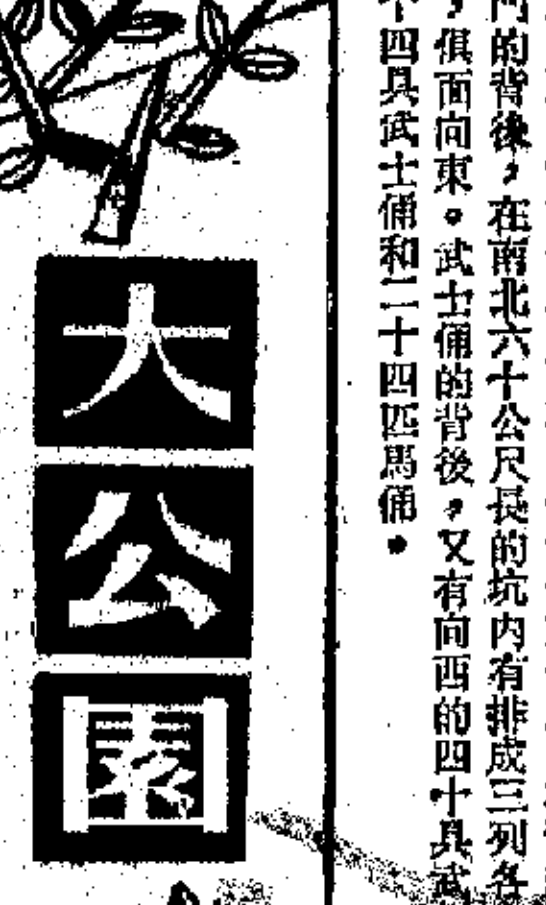 的背後，在南北六十公尺長的坑內有排成三列各
，俱面向東。武士俑的背後，又有向西的四十具武
四具武士俑和二十四匹馬俑。
大公園